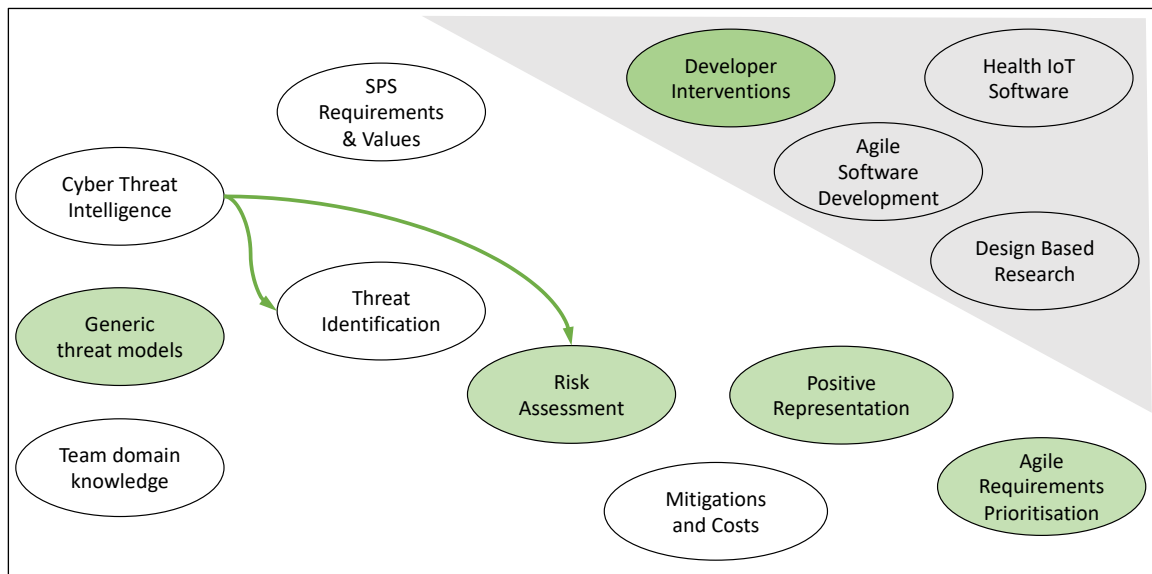 Developer
Interventions
Health IoT
Software
SPS
Requirements
& Values
Agile
Software
Development
Cyber Threat
Intelligence
Design Based
Research
Threat
Identification
Generic
threat models
Risk
Assessment
Positive
Representation
Team domain
knowledge
Agile
Requirements
Prioritisation
Mitigations
and Costs